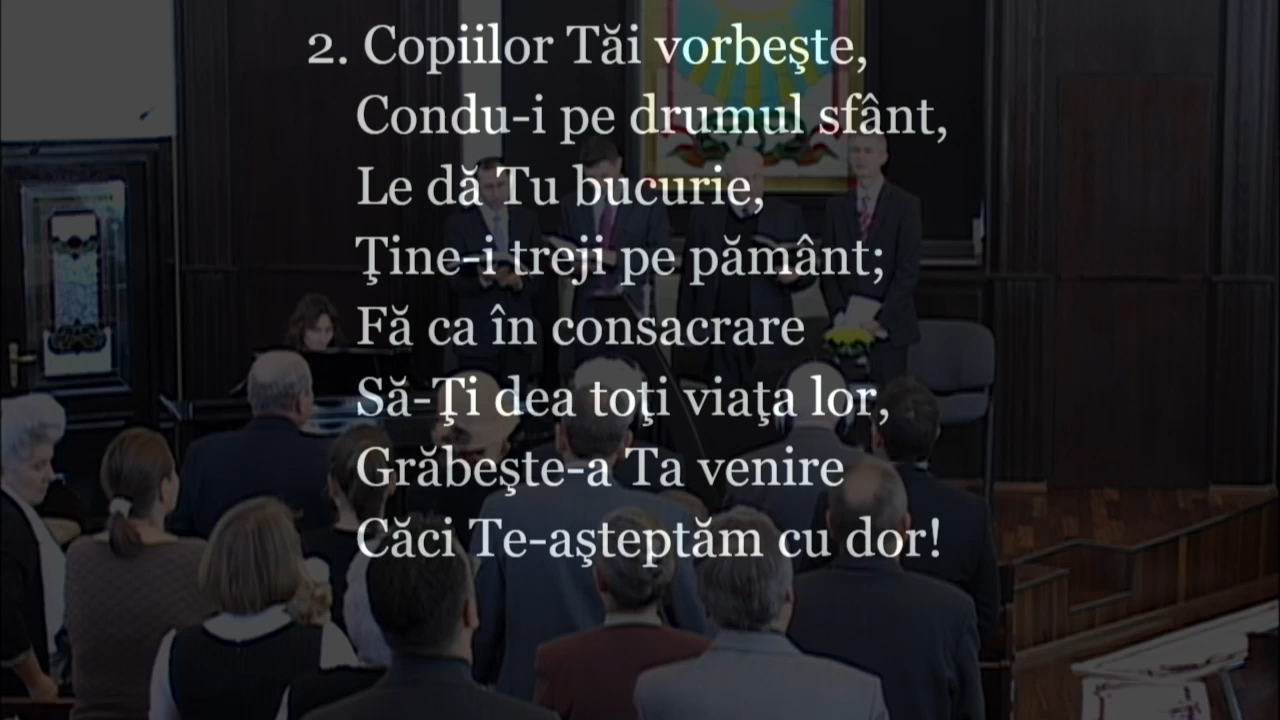 2. Copiilor Tăi vorbeşte,
Condu-i pe drumul sfânt,
Le dă Tu bucurie,
Ţine-i treji pe pământ;
Fă ca în consacrare
Să-Ţi dea toţi viaţa lor,
Grăbeşte-a Ta venire
Căci Te-aşteptăm cu dor!